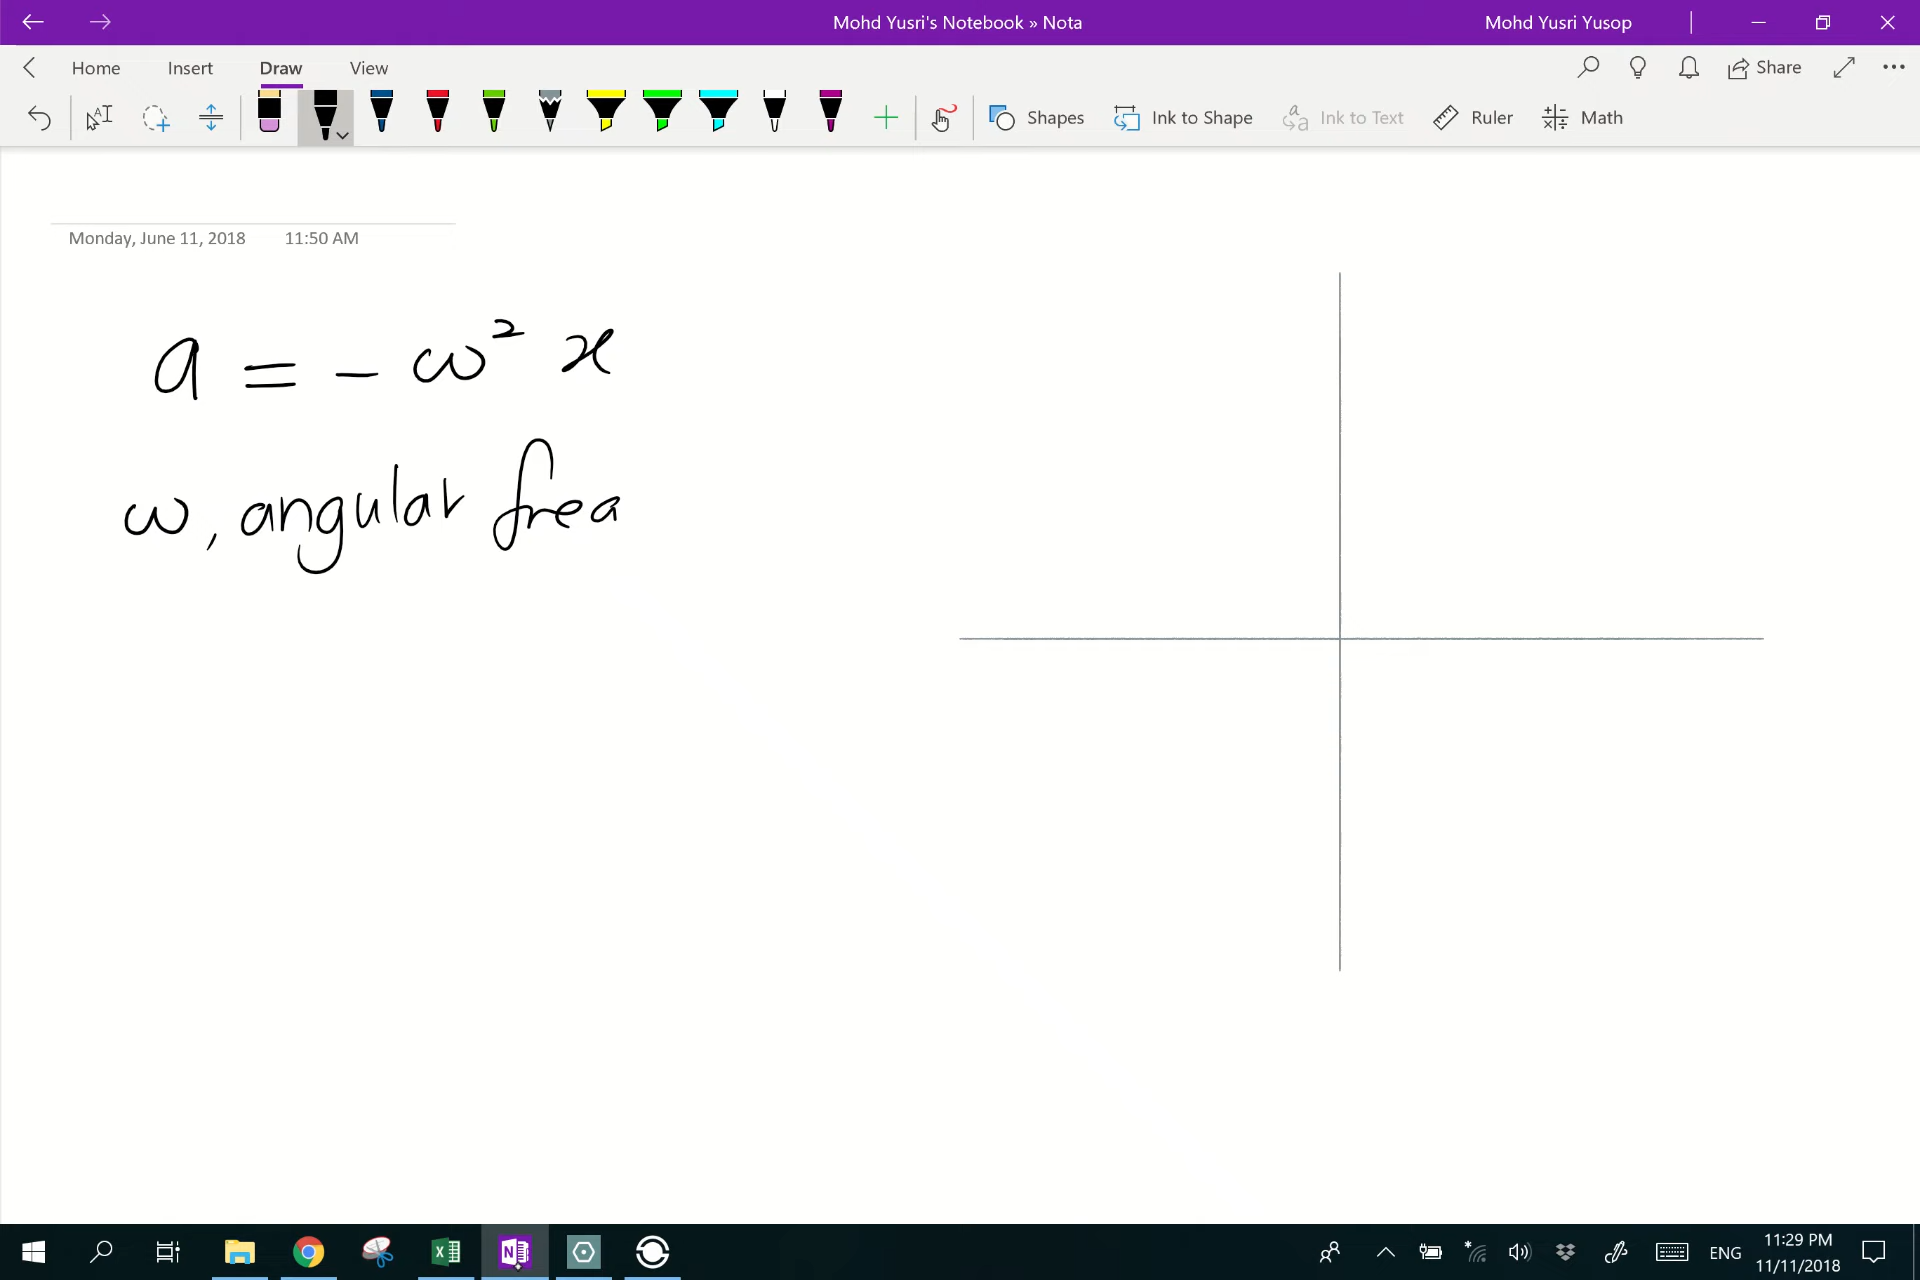 Mohd Yusri's Notebook » Nota
Mohd Yusri Yusop
Home Insert Draw View
Share
Shapes Ink to Shape Ink to Text Ruler Math
Monday, June 11, 2018 11:50 AM
a = - ω² x
ω, angular frea
ENG
11:29 PM
11/11/2018